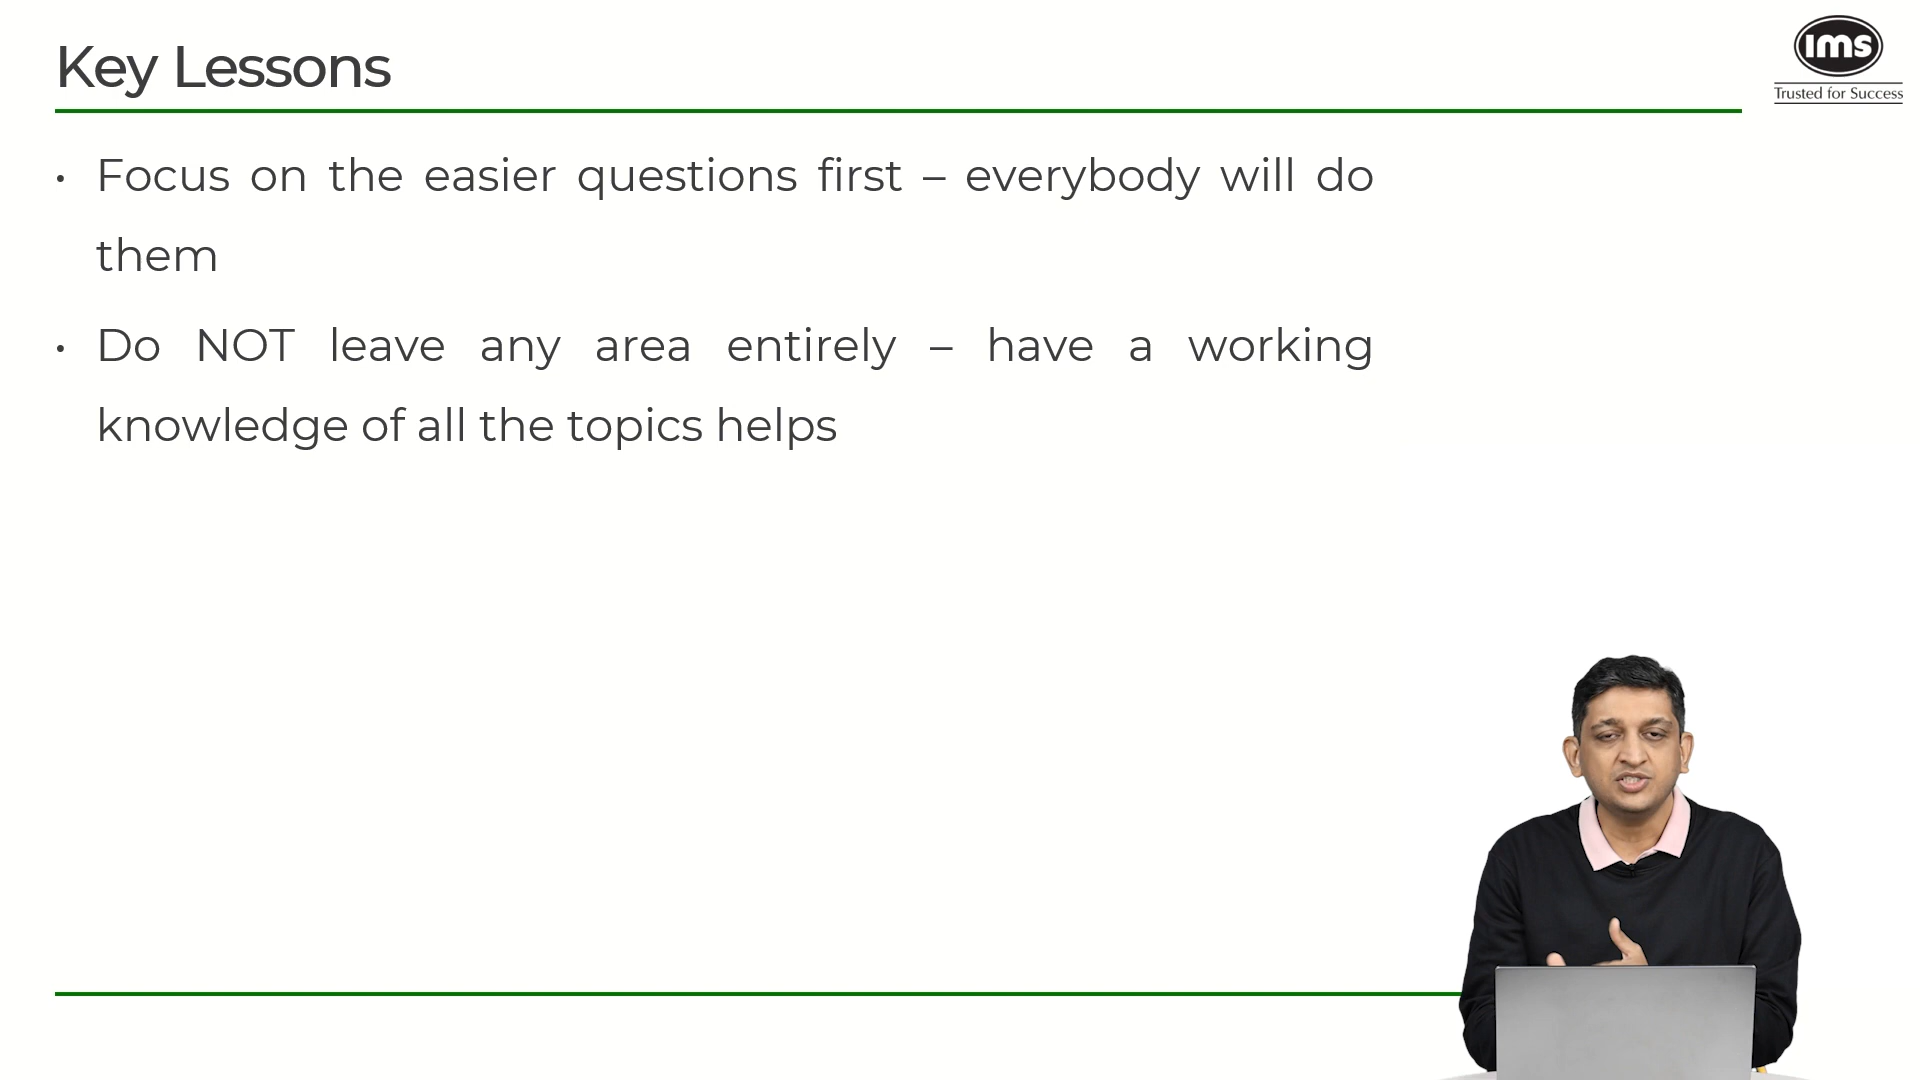 Key Lessons
ims
Trusted for Success
• Focus on the easier questions first – everybody will do
them
• Do NOT leave any area entirely – have a working
knowledge of all the topics helps